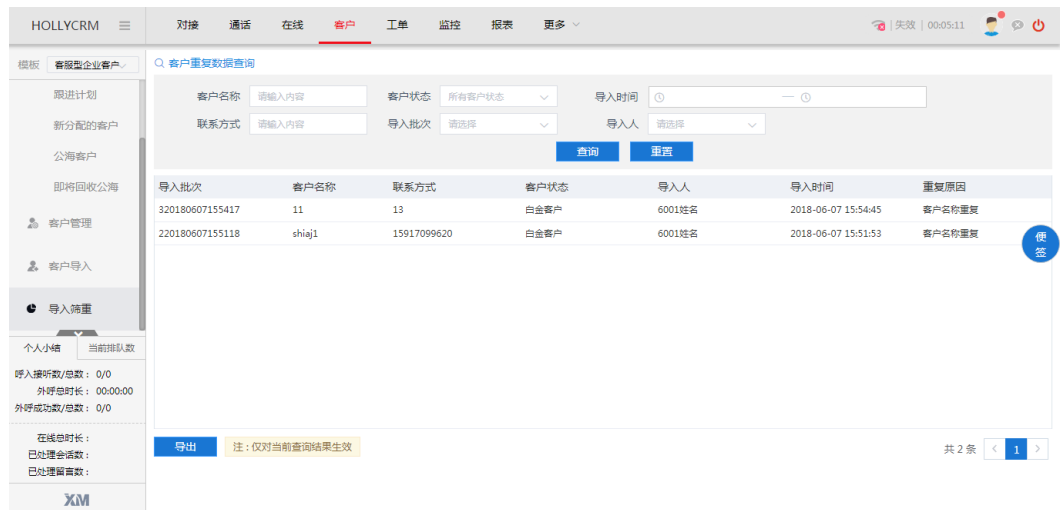 HOLLYCRM 对接 通话 在线 客户 工单 监控 报表 更多 失效 | 00:05:11
模板 客服型企业客户
跟进计划
新分配的客户
公海客户
即将回收公海
客户管理
客户导入
导入筛重
个人小结 当前排队数
呼入接听数/总数： 0/0
外呼总时长： 00:00:00
外呼成功数/总数： 0/0
在线总时长：
已处理会话数：
已处理留言数：
XM
客户重复数据查询
客户名称 请输入内容 客户状态 所有客户状态 导入时间 —
联系方式 请输入内容 导入批次 请选择 导入人 请选择
查询 重置
导入批次 客户名称 联系方式 客户状态 导入人 导入时间 重复原因
320180607155417 11 13 白金客户 6001姓名 2018-06-07 15:54:45 客户名称重复
220180607155118 shiaj1 15917099620 白金客户 6001姓名 2018-06-07 15:51:53 客户名称重复
便
签
导出 注：仅对当前查询结果生效 共 2 条 < 1 >